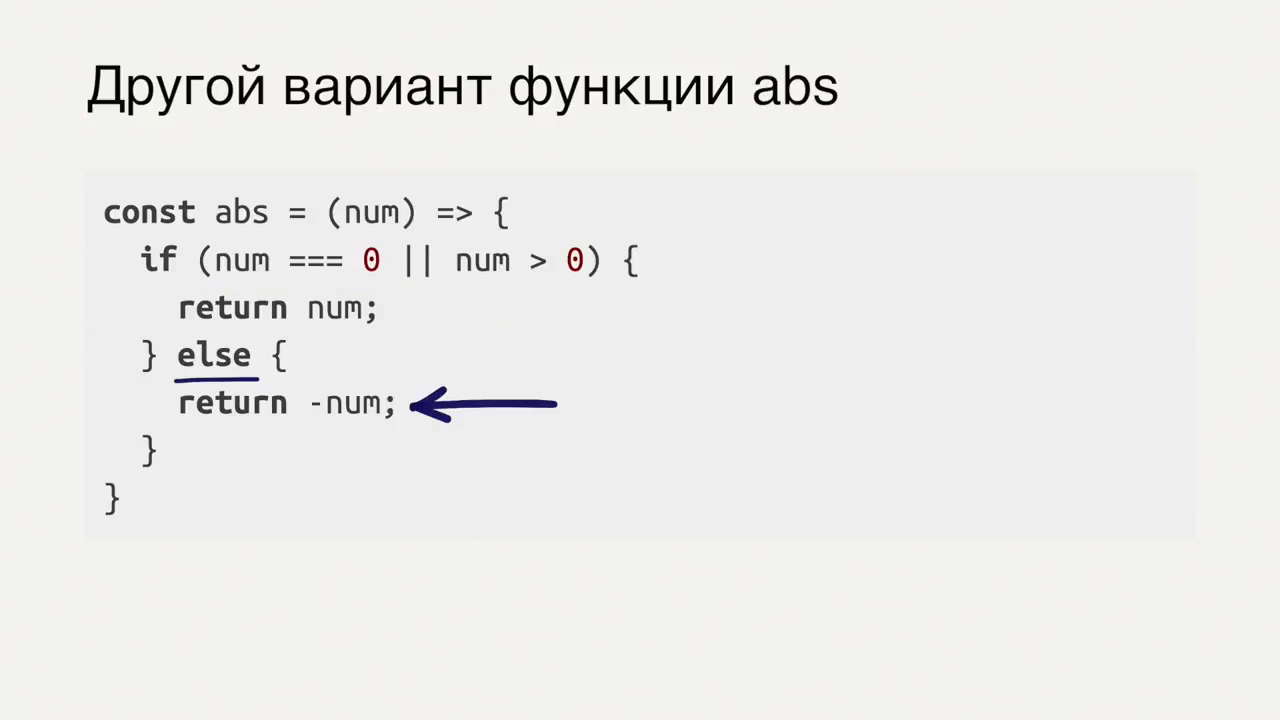 Другой вариант функции abs
const abs = (num) => {
  if (num === 0 || num > 0) {
    return num;
  } else {
    return -num;
  }
}